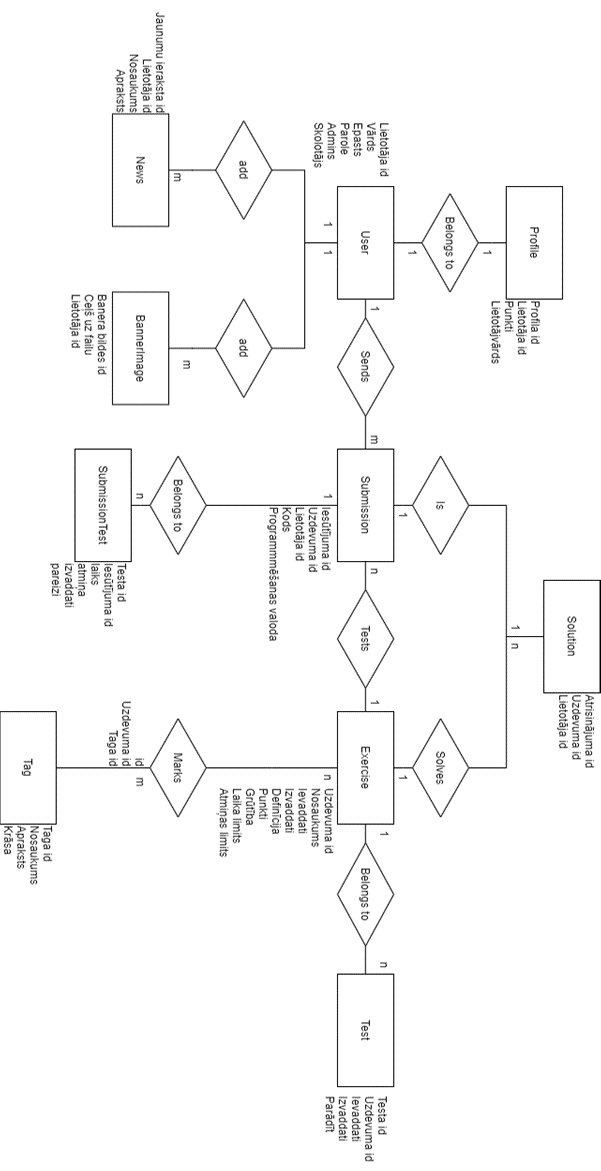 Jaunumu ieraksta id
Lietotāja id
Nosaukums
Apraksts
News
m
add
Lietotāja id
Vārds
Epasts
Parole
Admins
Skolotājs
User
1
1
1
Belongs to
1
Profile
Profila id
Lietotāja id
Punkti
Lietotājvārds
add
m
BannerImage
Banera bildes id
Ceļš uz failu
Lietotāja id
1
Sends
m
Submission
Iesūtījuma id
Uzdevuma id
Lietotāja id
Kods
Programmmēšanas valoda
1
Belongs to
n
SubmissionTest
Testa id
Iesūtījuma id
laiks
atmiņa
izvaddati
pareizi
1
Is
1
n
Solution
Atrisinājuma id
Uzdevuma id
Lietotāja id
n
Tests
1
Exercise
Uzdevuma id
Nosaukums
Ievaddati
Izvaddati
Definīcija
Punkti
Grūtība
Laika limits
Atmiņas limits
1
Solves
n
Marks
m
Uzdevuma id
Taga id
Tag
Taga id
Nosaukums
Apraksts
Krāsa
1
Belongs to
n
Test
Testa id
Uzdevuma id
Ievaddati
Izvaddati
Parādīt